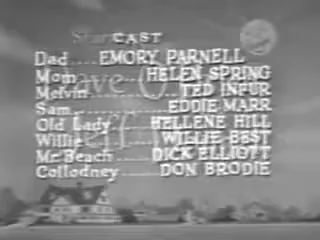 CAST
Dad.... EMORY PARNELL
Mom........ HELEN SPRING
Melvin.......... TED INFUR
Sam............. EDDIE MARR
Old Lady..... HELLENE HILL
Willie.......... WILLIE BEST
Mr. Beach..... DICK ELLIOTT
Collodney....... DON BRODIE